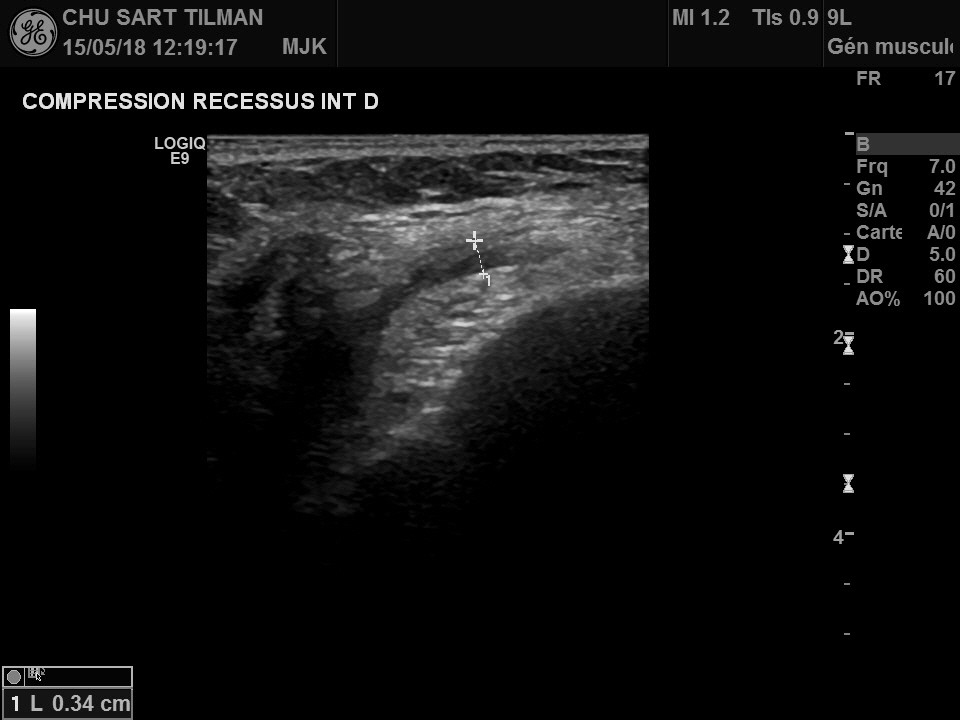 CHU SART TILMAN
15/05/18 12:19:17 MJK
MI 1.2 TIs 0.9
9L
Gén muscul
COMPRESSION RECESSUS INT D
LOGIQ
E9
FR 17
B
Frq 7.0
Gn 42
S/A 0/1
Carte A/0
D 5.0
DR 60
AO% 100
2
4
1
1 L 0.34 cm